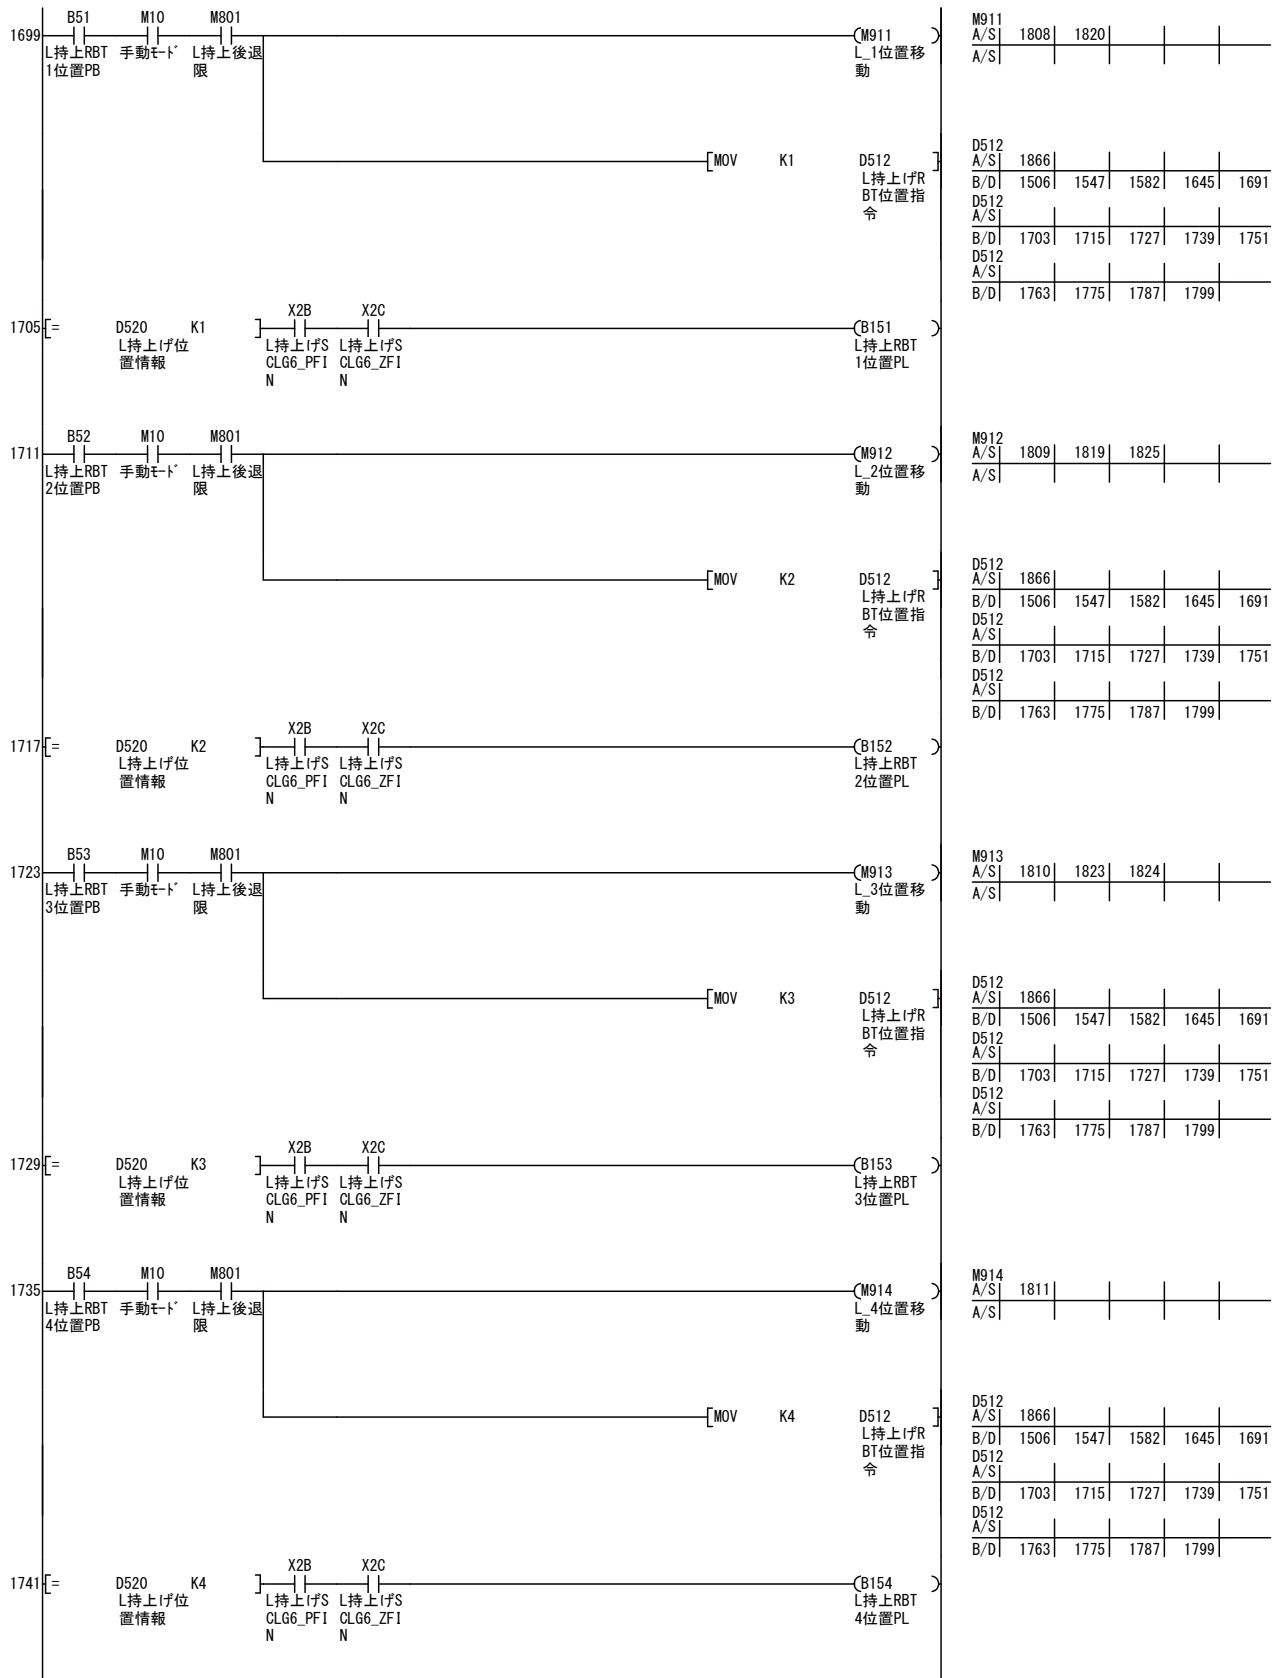 B51 M10 M801
1699 (M911 )
L持上RBT 手動ﾓｰﾄﾞ L持上後退 L_1位置移
1位置PB 限 動
M911
A/S 1808 1820
A/S
[MOV K1 D512 ]
L持上げR
BT位置指
令
D512
A/S 1866
B/D 1506 1547 1582 1645 1691
D512
A/S
B/D 1703 1715 1727 1739 1751
D512
A/S
B/D 1763 1775 1787 1799
X2B X2C
1705 [= D520 K1 ] (B151 )
L持上げ位 L持上げS L持上げS L持上RBT
置情報 CLG6_PFI CLG6_ZFI 1位置PL
N N
B52 M10 M801
1711 (M912 )
L持上RBT 手動ﾓｰﾄﾞ L持上後退 L_2位置移
2位置PB 限 動
M912
A/S 1809 1819 1825
A/S
[MOV K2 D512 ]
L持上げR
BT位置指
令
D512
A/S 1866
B/D 1506 1547 1582 1645 1691
D512
A/S
B/D 1703 1715 1727 1739 1751
D512
A/S
B/D 1763 1775 1787 1799
X2B X2C
1717 [= D520 K2 ] (B152 )
L持上げ位 L持上げS L持上げS L持上RBT
置情報 CLG6_PFI CLG6_ZFI 2位置PL
N N
B53 M10 M801
1723 (M913 )
L持上RBT 手動ﾓｰﾄﾞ L持上後退 L_3位置移
3位置PB 限 動
M913
A/S 1810 1823 1824
A/S
[MOV K3 D512 ]
L持上げR
BT位置指
令
D512
A/S 1866
B/D 1506 1547 1582 1645 1691
D512
A/S
B/D 1703 1715 1727 1739 1751
D512
A/S
B/D 1763 1775 1787 1799
X2B X2C
1729 [= D520 K3 ] (B153 )
L持上げ位 L持上げS L持上げS L持上RBT
置情報 CLG6_PFI CLG6_ZFI 3位置PL
N N
B54 M10 M801
1735 (M914 )
L持上RBT 手動ﾓｰﾄﾞ L持上後退 L_4位置移
4位置PB 限 動
M914
A/S 1811
A/S
[MOV K4 D512 ]
L持上げR
BT位置指
令
D512
A/S 1866
B/D 1506 1547 1582 1645 1691
D512
A/S
B/D 1703 1715 1727 1739 1751
D512
A/S
B/D 1763 1775 1787 1799
X2B X2C
1741 [= D520 K4 ] (B154 )
L持上げ位 L持上げS L持上げS L持上RBT
置情報 CLG6_PFI CLG6_ZFI 4位置PL
N N